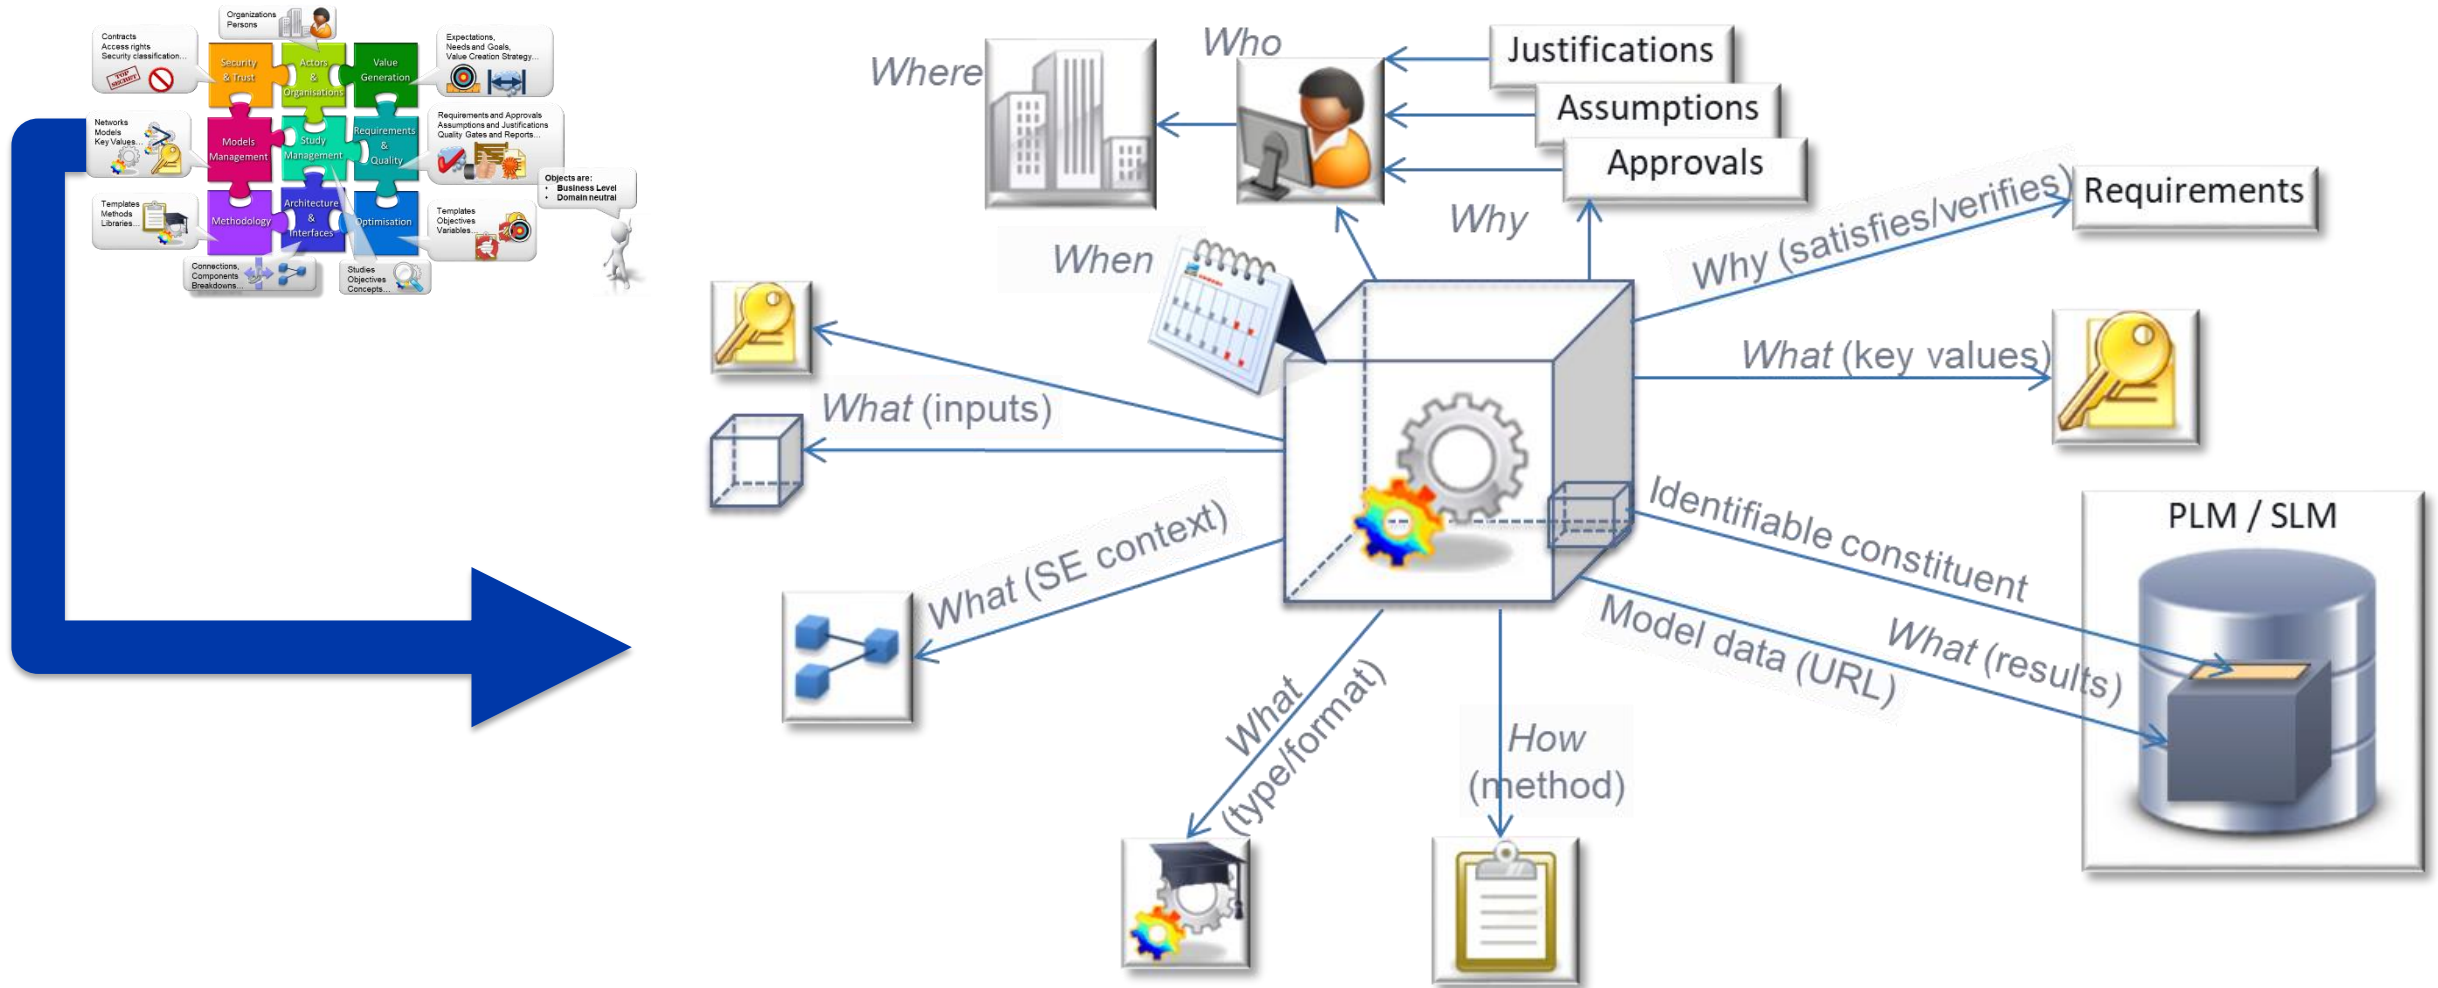 Organizations
Persons
Contracts
Access rights
Security classification...
TOP
SECRET
Security
& Trust
Actors
&
Organisations
Value
Generation
Expectations,
Needs and Goals,
Value Creation Strategy...
Networks
Models
Key Values...
Models
Management
Study
Management
Requirements
&
Quality
Requirements and Approvals
Assumptions and Justifications
Quality Gates and Reports...
Objects are:
• Business Level
• Domain neutral
Templates
Methods
Libraries...
Methodology
Architecture
&
Interfaces
Optimisation
Templates
Objectives
Variables...
Connections,
Components
Breakdowns...
Studies
Objectives
Concepts...
Where
Who
Justifications
Assumptions
Approvals
Why
When
Why (satisfies/verifies)
Requirements
What (key values)
What (inputs)
What (SE context)
Identifiable constituent
Model data (URL)
What (results)
PLM / SLM
What
(type/format)
How
(method)